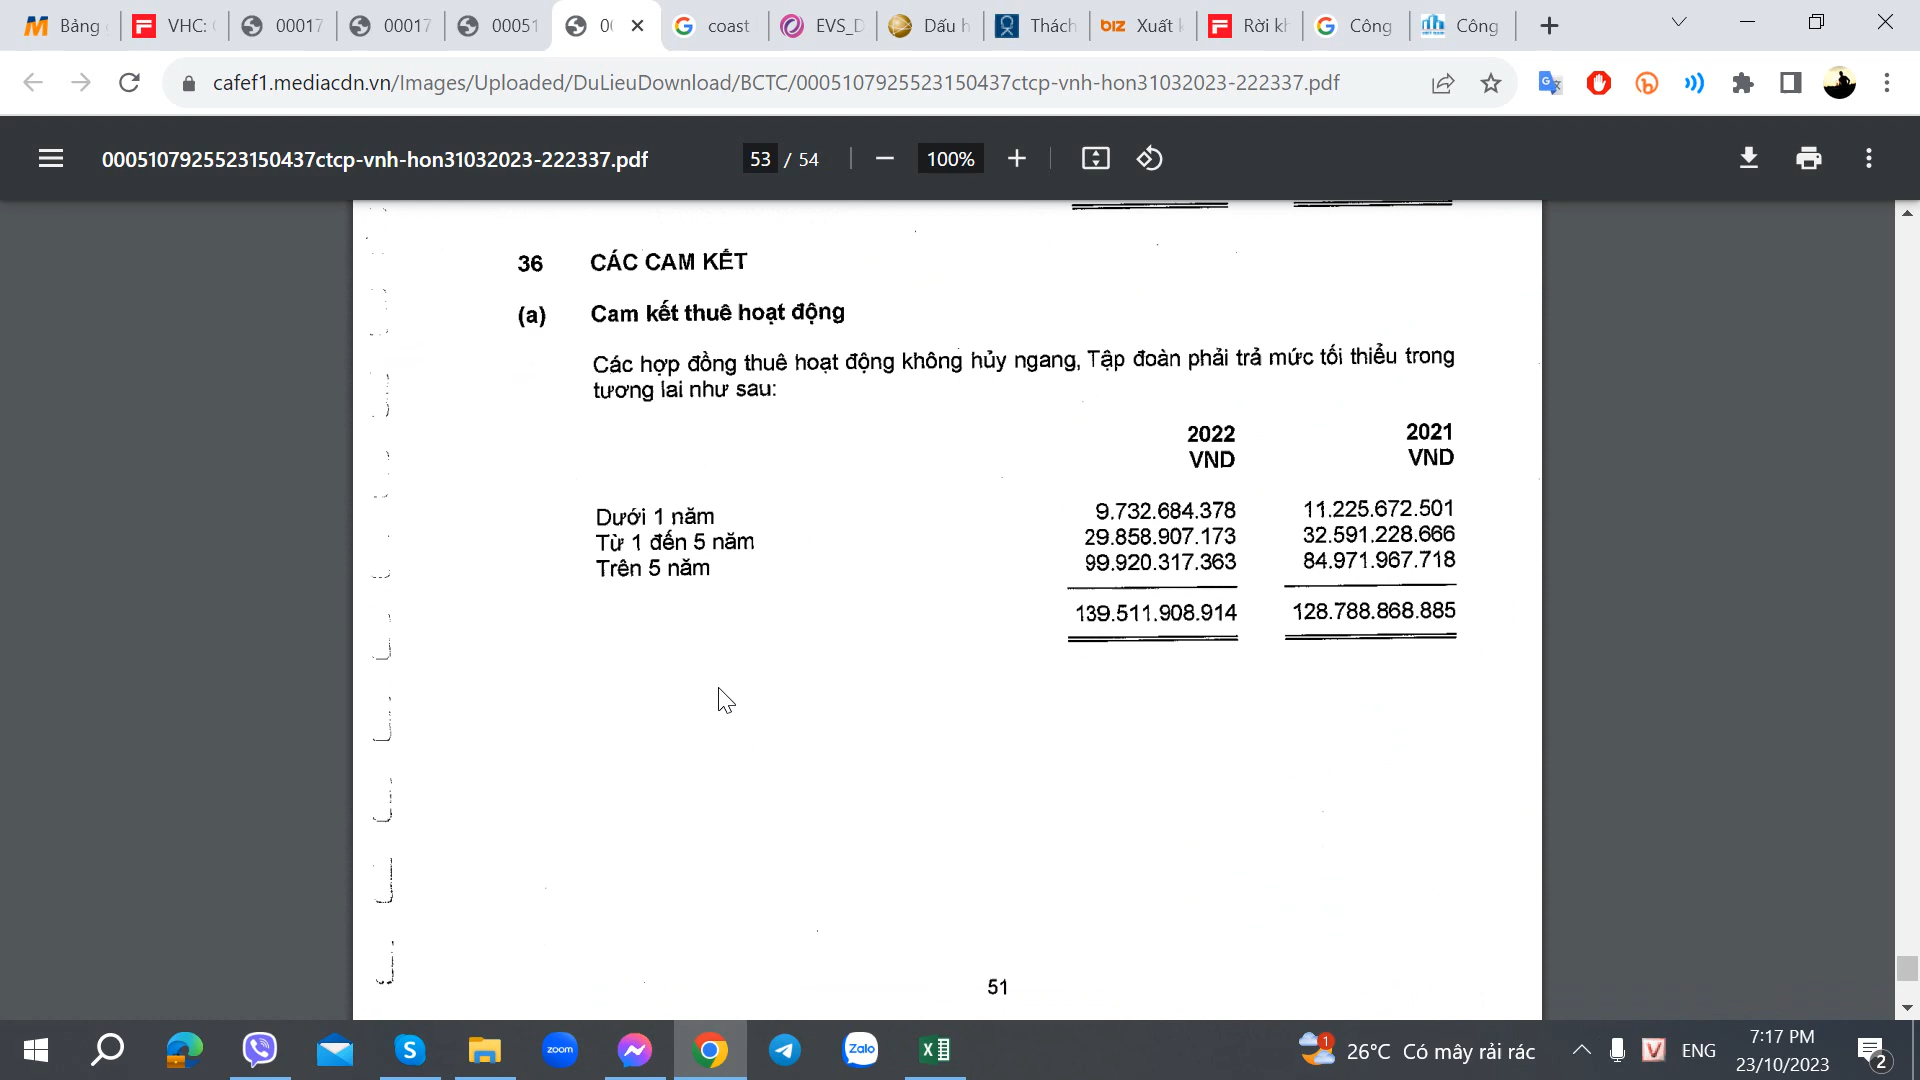 Bảng
VHC: 
00017
00017
00051
coast
EVS_D
Dấu h
Thách
biz Xuất k
Rời kh
Công
Công
cafef1.mediacdn.vn/Images/Uploaded/DuLieuDownload/BCTC/0005107925523150437ctcp-vnh-hon31032023-222337.pdf
0005107925523150437ctcp-vnh-hon31032023-222337.pdf
53 / 54
100%
36 CÁC CAM KẾT
(a) Cam kết thuê hoạt động
Các hợp đồng thuê hoạt động không hủy ngang, Tập đoàn phải trả mức tối thiểu trong
tương lai như sau:
2022 2021
VND VND
Dưới 1 năm 9.732.684.378 11.225.672.501
Từ 1 đến 5 năm 29.858.907.173 32.591.228.666
Trên 5 năm 99.920.317.363 84.971.967.718
139.511.908.914 128.788.868.885
51
zoom
Zalo
1
26°C Có mây rải rác
ENG
7:17 PM
23/10/2023
2